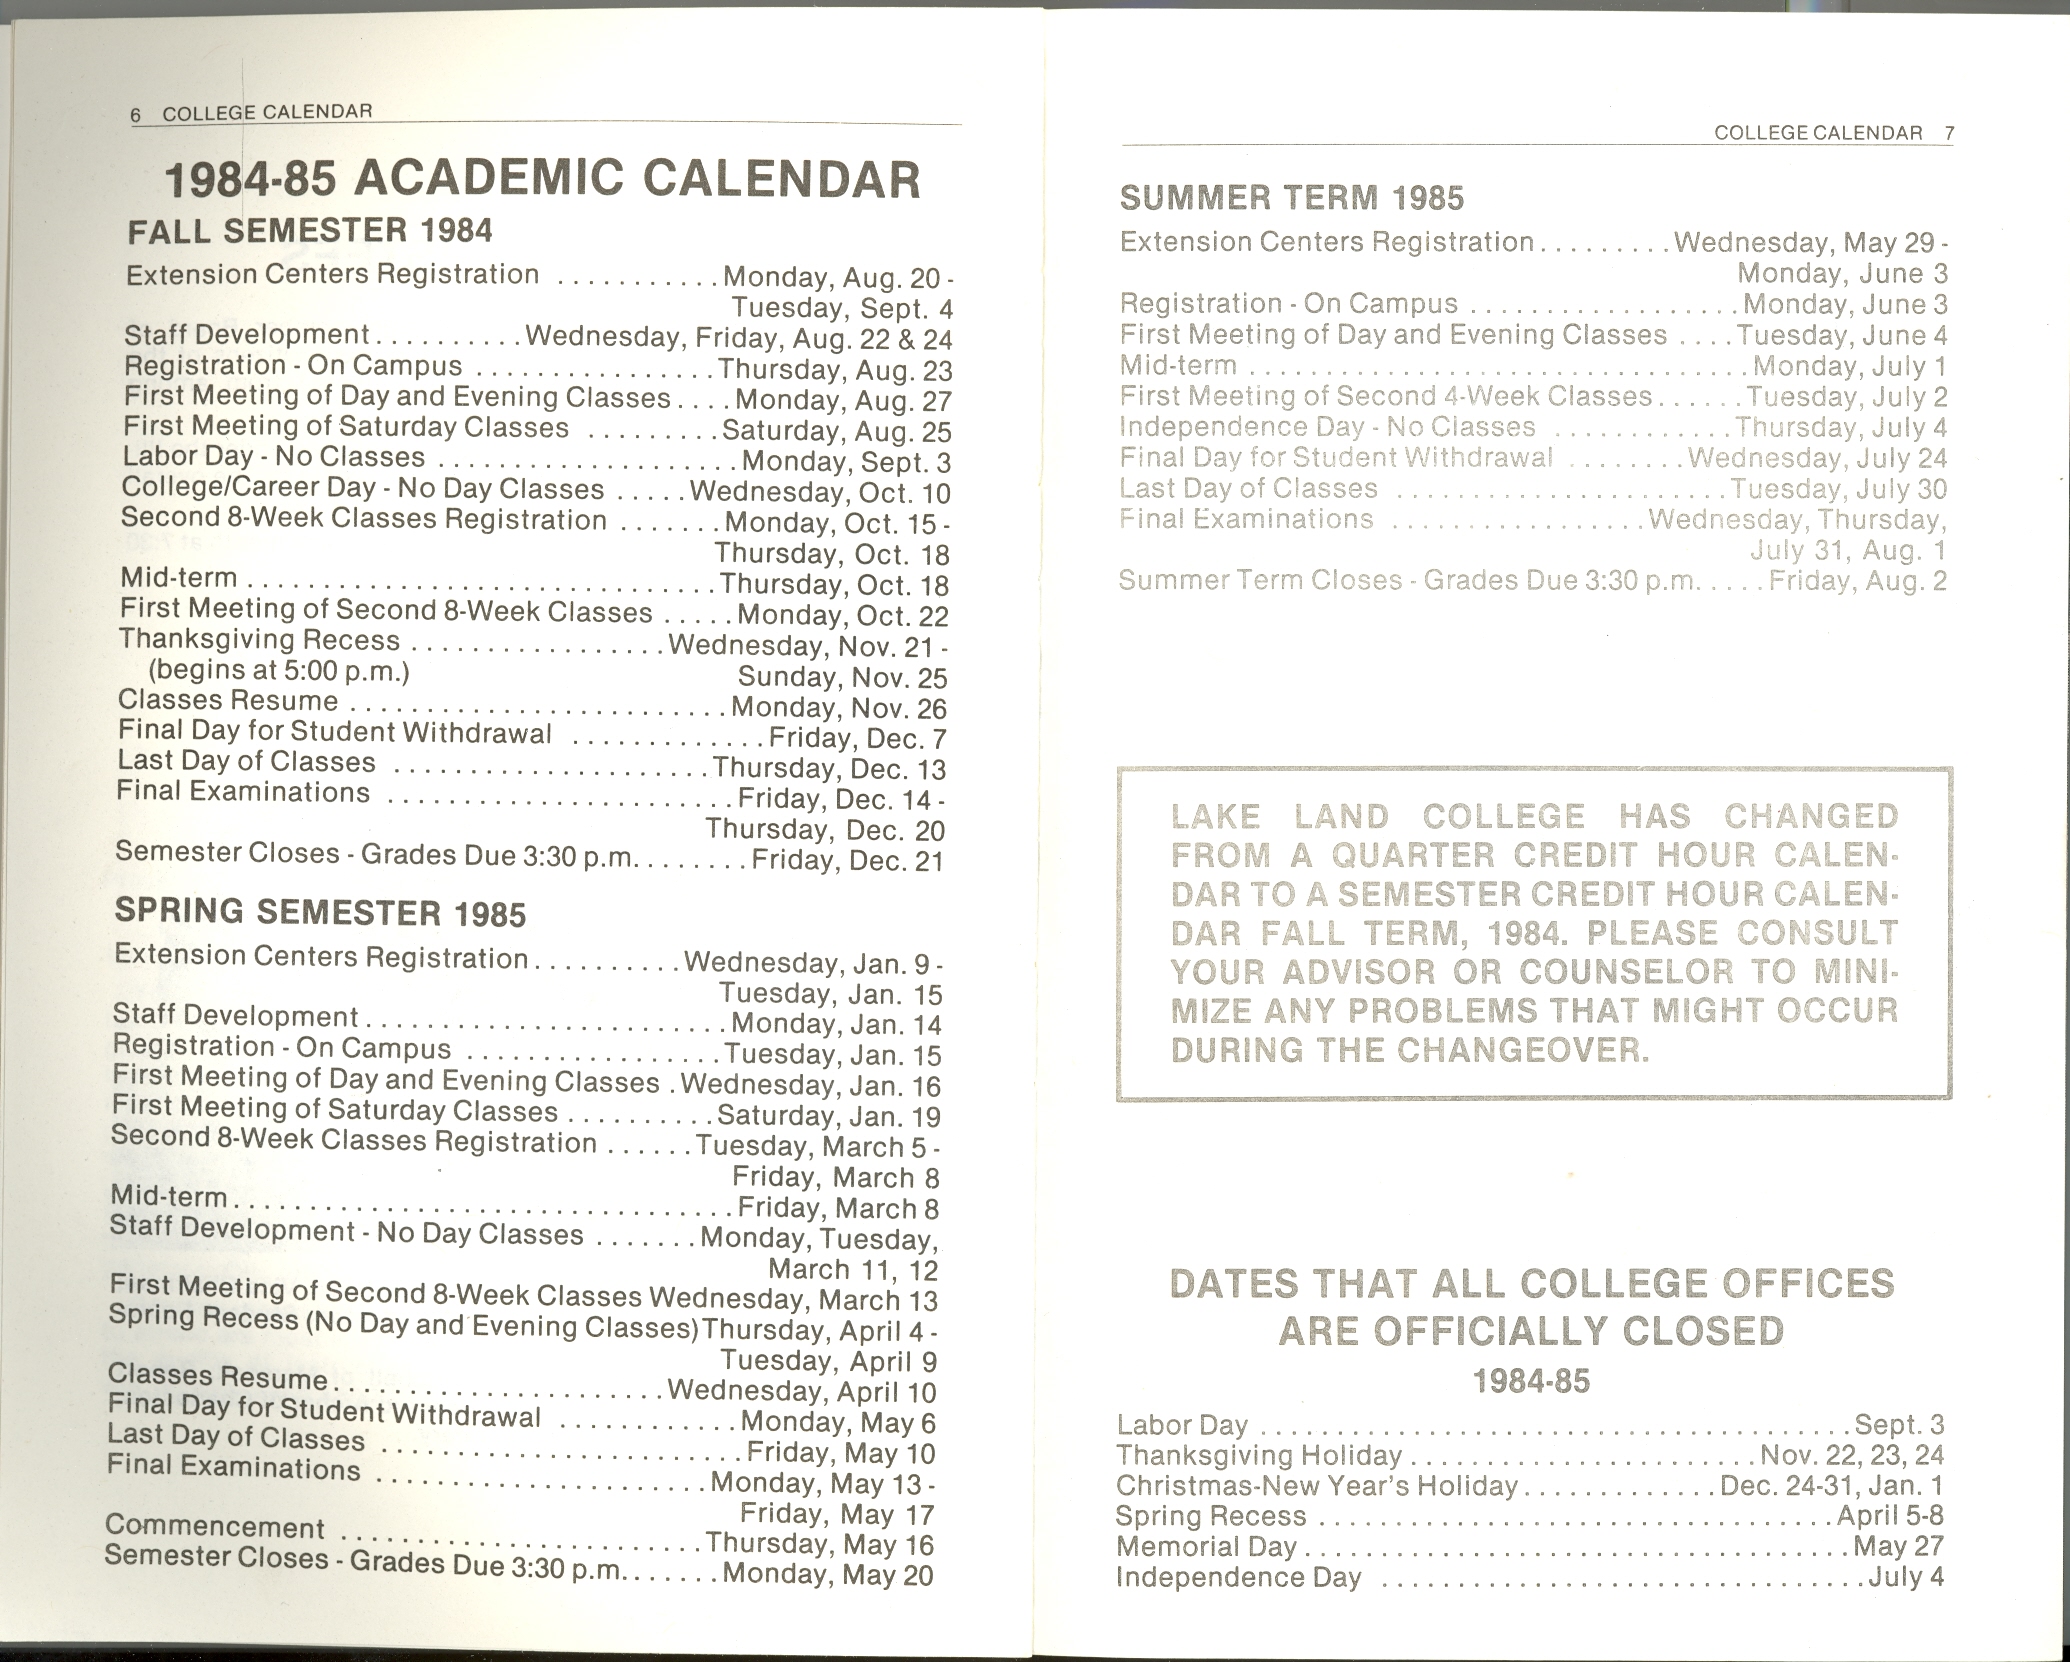 6 COLLEGE CALENDAR
1984-85 ACADEMIC CALENDAR
FALL SEMESTER 1984
Extension Centers Registration ........... Monday, Aug. 20 -
Tuesday, Sept. 4
Staff Development .......... Wednesday, Friday, Aug. 22 & 24
Registration - On Campus ................ Thursday, Aug. 23
First Meeting of Day and Evening Classes .... Monday, Aug. 27
First Meeting of Saturday Classes ......... Saturday, Aug. 25
Labor Day - No Classes .................... Monday, Sept. 3
College/Career Day - No Day Classes ..... Wednesday, Oct. 10
Second 8-Week Classes Registration ....... Monday, Oct. 15 -
Thursday, Oct. 18
Mid-term ............................... Thursday, Oct. 18
First Meeting of Second 8-Week Classes ..... Monday, Oct. 22
Thanksgiving Recess ................. Wednesday, Nov. 21 -
(begins at 5:00 p.m.) Sunday, Nov. 25
Classes Resume ......................... Monday, Nov. 26
Final Day for Student Withdrawal ............. Friday, Dec. 7
Last Day of Classes ..................... Thursday, Dec. 13
Final Examinations ....................... Friday, Dec. 14 -
Thursday, Dec. 20
Semester Closes - Grades Due 3:30 p.m. ....... Friday, Dec. 21
SPRING SEMESTER 1985
Extension Centers Registration .......... Wednesday, Jan. 9 -
Tuesday, Jan. 15
Staff Development ........................ Monday, Jan. 14
Registration - On Campus ................. Tuesday, Jan. 15
First Meeting of Day and Evening Classes . Wednesday, Jan. 16
First Meeting of Saturday Classes .......... Saturday, Jan. 19
Second 8-Week Classes Registration ...... Tuesday, March 5 -
Friday, March 8
Mid-term ................................. Friday, March 8
Staff Development - No Day Classes ....... Monday, Tuesday,
March 11, 12
First Meeting of Second 8-Week Classes Wednesday, March 13
Spring Recess (No Day and Evening Classes) Thursday, April 4 -
Tuesday, April 9
Classes Resume ...................... Wednesday, April 10
Final Day for Student Withdrawal ............ Monday, May 6
Last Day of Classes ........................ Friday, May 10
Final Examinations ...................... Monday, May 13 -
Friday, May 17
Commencement ........................ Thursday, May 16
Semester Closes - Grades Due 3:30 p.m. ...... Monday, May 20
COLLEGE CALENDAR 7
SUMMER TERM 1985
Extension Centers Registration ......... Wednesday, May 29 -
Monday, June 3
Registration - On Campus .................. Monday, June 3
First Meeting of Day and Evening Classes .... Tuesday, June 4
Mid-term ................................. Monday, July 1
First Meeting of Second 4-Week Classes ...... Tuesday, July 2
Independence Day - No Classes ............ Thursday, July 4
Final Day for Student Withdrawal ........ Wednesday, July 24
Last Day of Classes ...................... Tuesday, July 30
Final Examinations ................. Wednesday, Thursday,
July 31, Aug. 1
Summer Term Closes - Grades Due 3:30 p.m. .... Friday, Aug. 2
LAKE LAND COLLEGE HAS CHANGED
FROM A QUARTER CREDIT HOUR CALEN-
DAR TO A SEMESTER CREDIT HOUR CALEN-
DAR FALL TERM, 1984. PLEASE CONSULT
YOUR ADVISOR OR COUNSELOR TO MINI-
MIZE ANY PROBLEMS THAT MIGHT OCCUR
DURING THE CHANGEOVER.
DATES THAT ALL COLLEGE OFFICES
ARE OFFICIALLY CLOSED
1984-85
Labor Day ....................................... Sept. 3
Thanksgiving Holiday ....................... Nov. 22, 23, 24
Christmas-New Year's Holiday ............. Dec. 24-31, Jan. 1
Spring Recess .................................. April 5-8
Memorial Day .................................... May 27
Independence Day ................................ July 4